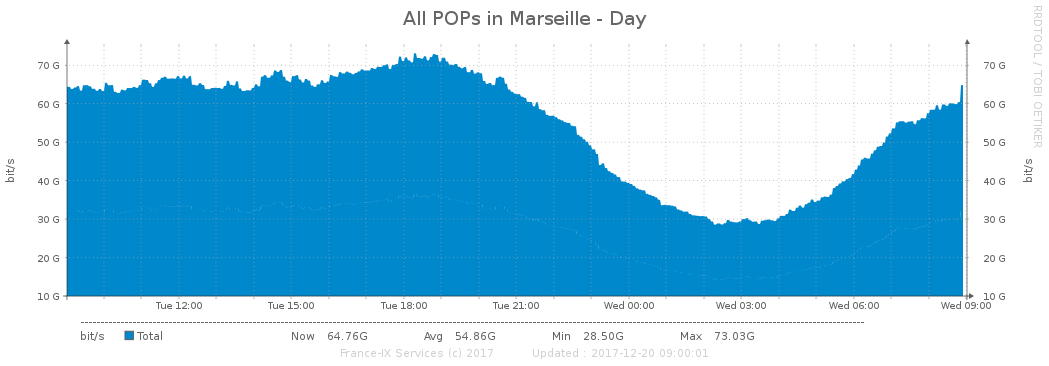 All POPs in Marseille - Day
RRDTOOL / TOBI OETIKER
bit/s
bit/s
70 G 70 G
60 G 60 G
50 G 50 G
40 G 40 G
30 G 30 G
20 G 20 G
10 G 10 G
Tue 12:00 Tue 15:00 Tue 18:00 Tue 21:00 Wed 00:00 Wed 03:00 Wed 06:00 Wed 09:00
bit/s Total Now 64.76G Avg 54.86G Min 28.50G Max 73.03G
France-IX Services (c) 2017 Updated : 2017-12-20 09:00:01